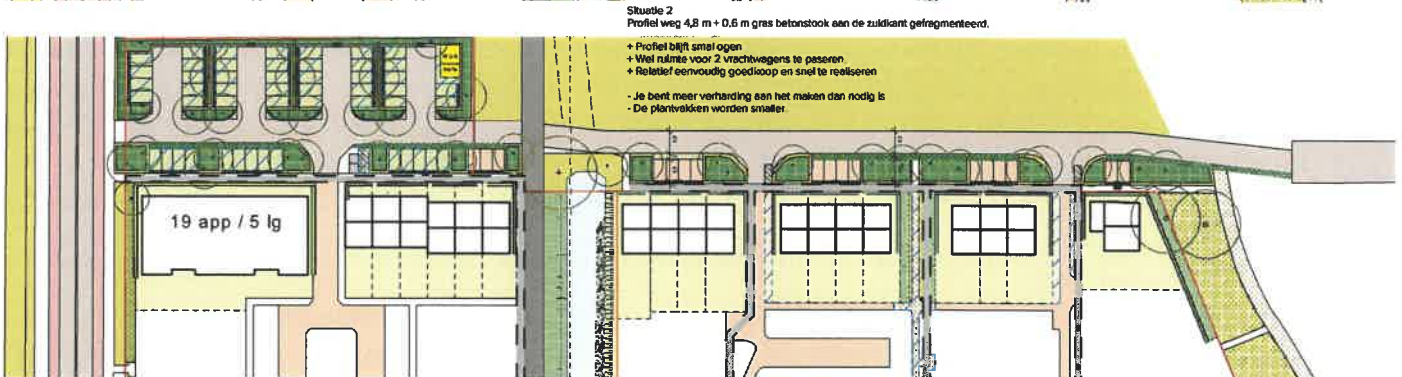 Situatie 2
Profiel weg 4,8 m + 0,6 m gras betonstook aan de zuidkant gefragmenteerd.
+ Profiel blijft smal ogen
+ Wel ruimte voor 2 vrachtwagens te paseren
+ Relatief eenvoudig goedkoop en snel te realiseren
- Je bent meer verharding aan het maken dan nodig is
- De plantvakken worden smaller
19 app / 5 lg